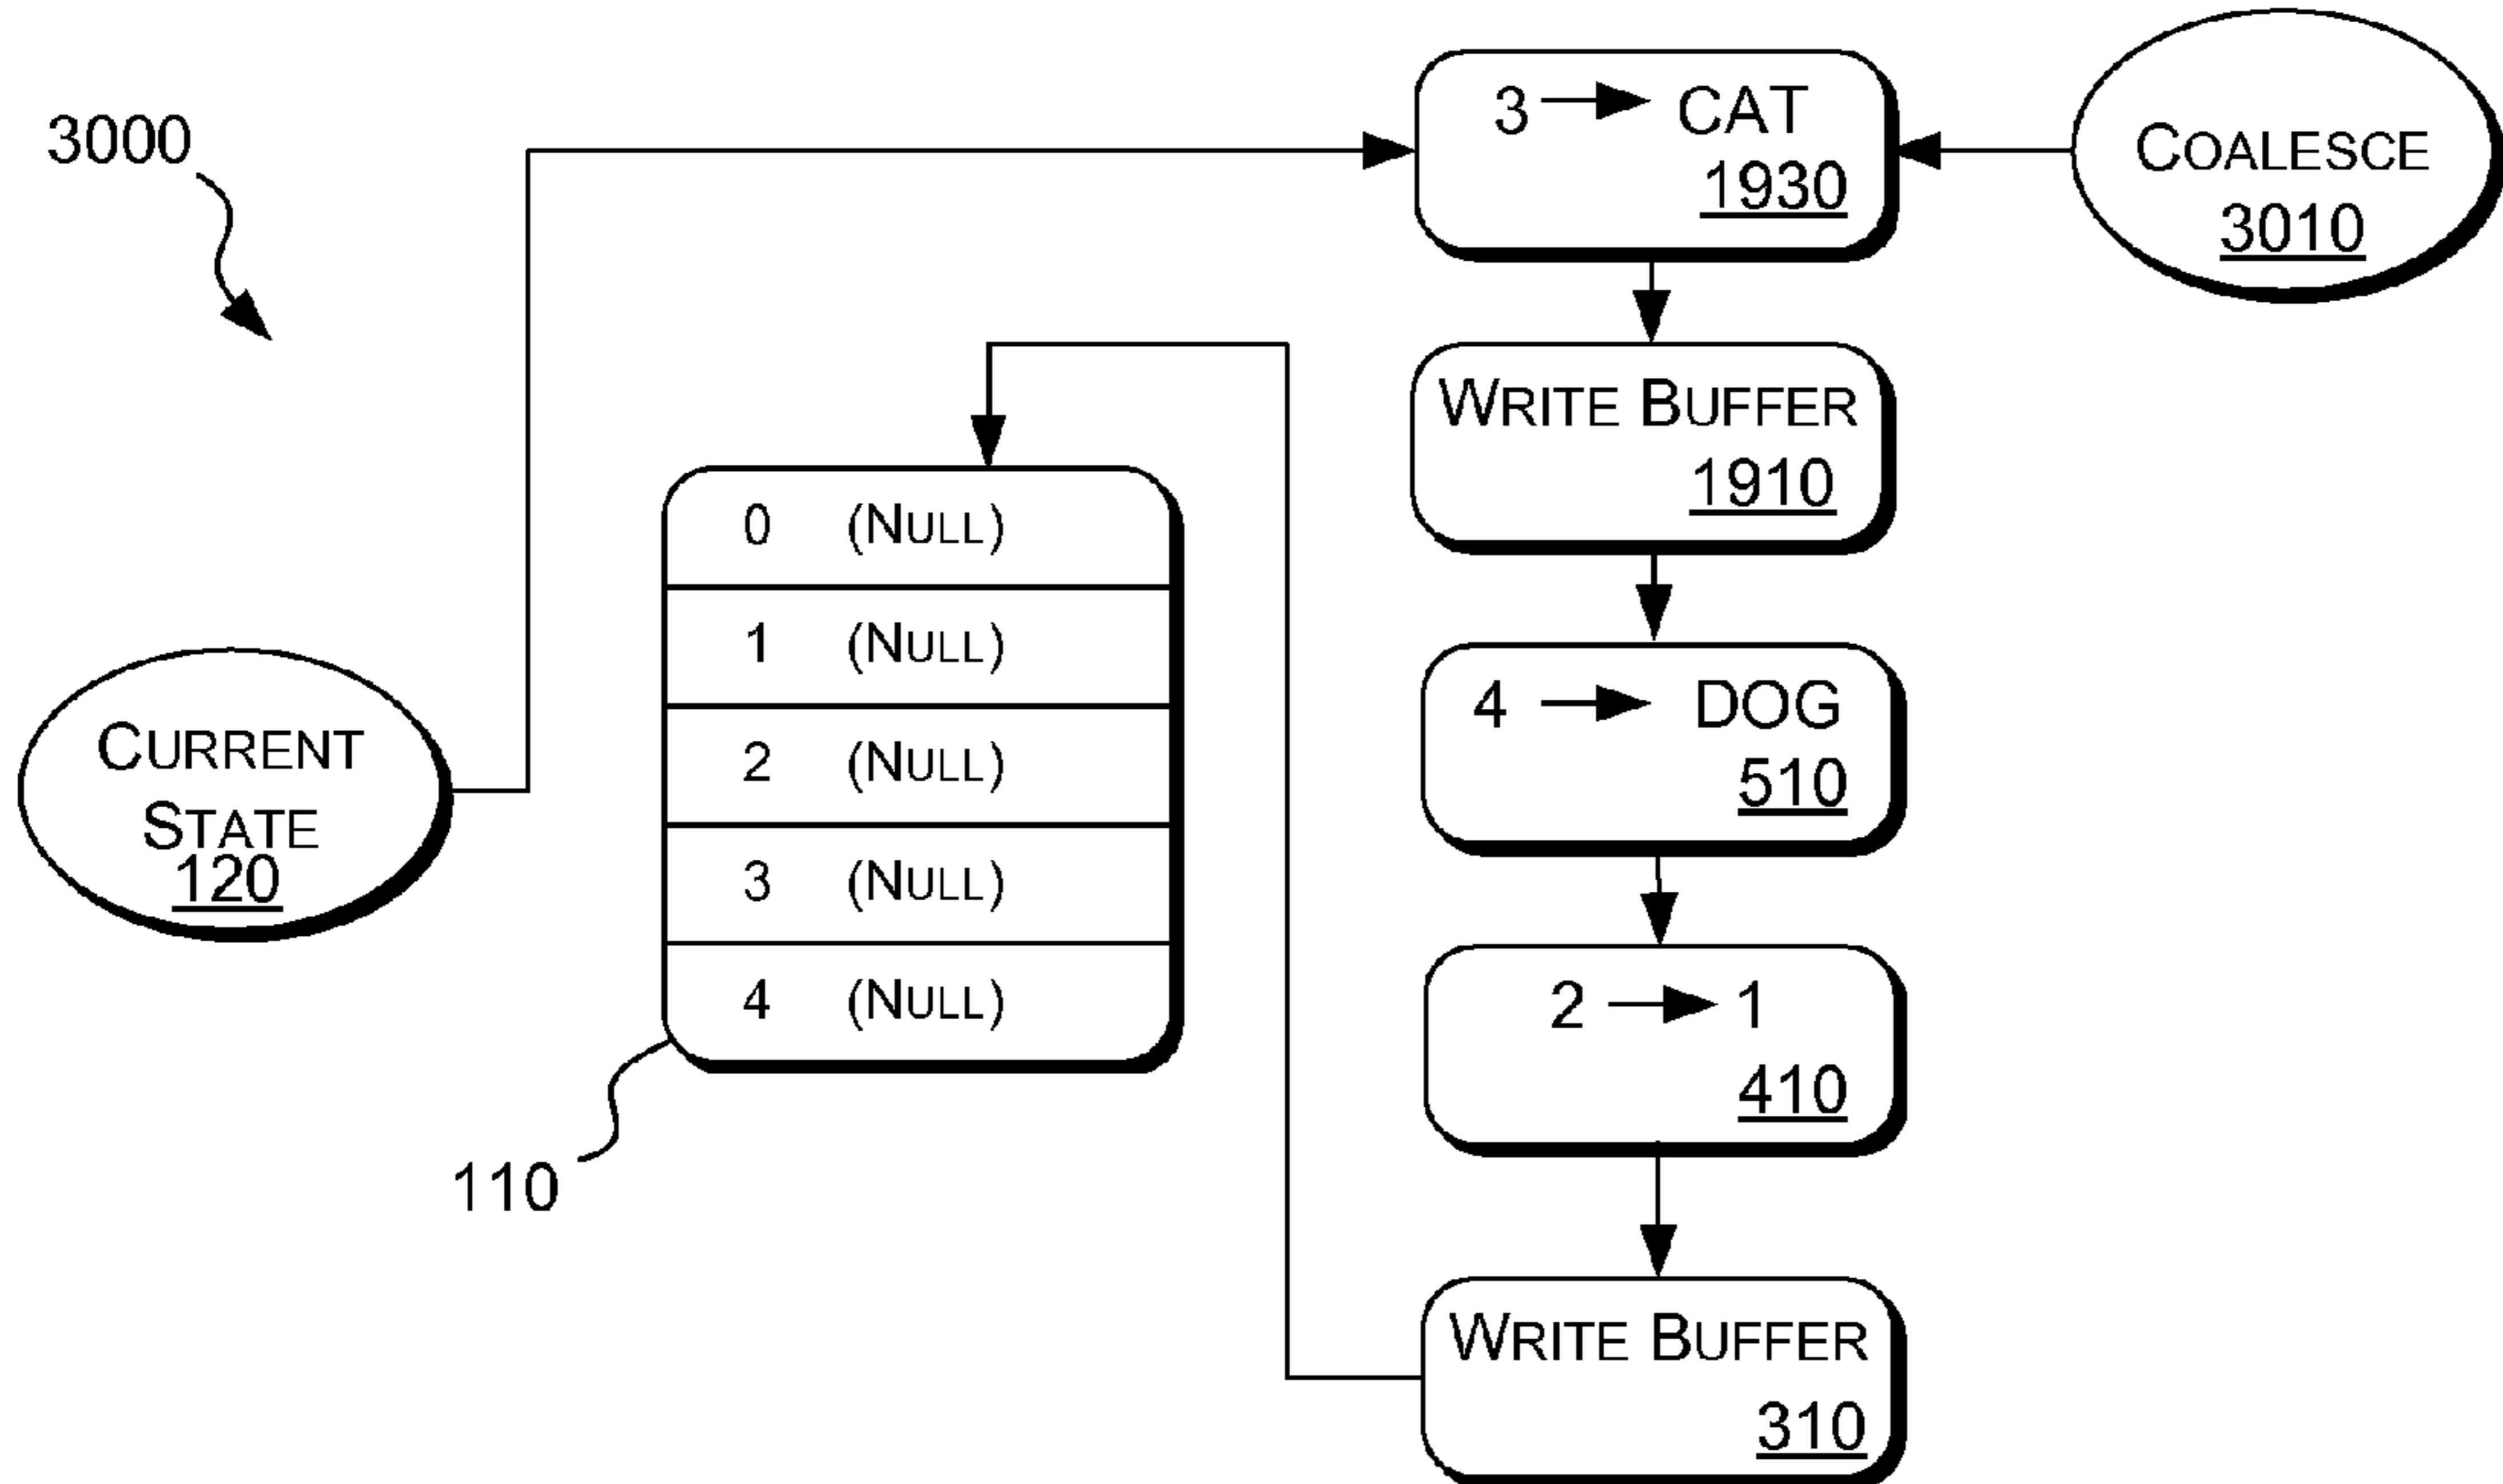 3000
3 → CAT
1930
COALESCE
3010
WRITE BUFFER
1910
0 (NULL)
1 (NULL)
2 (NULL)
3 (NULL)
4 (NULL)
110
CURRENT
STATE
120
4 → DOG
510
2 → 1
410
WRITE BUFFER
310